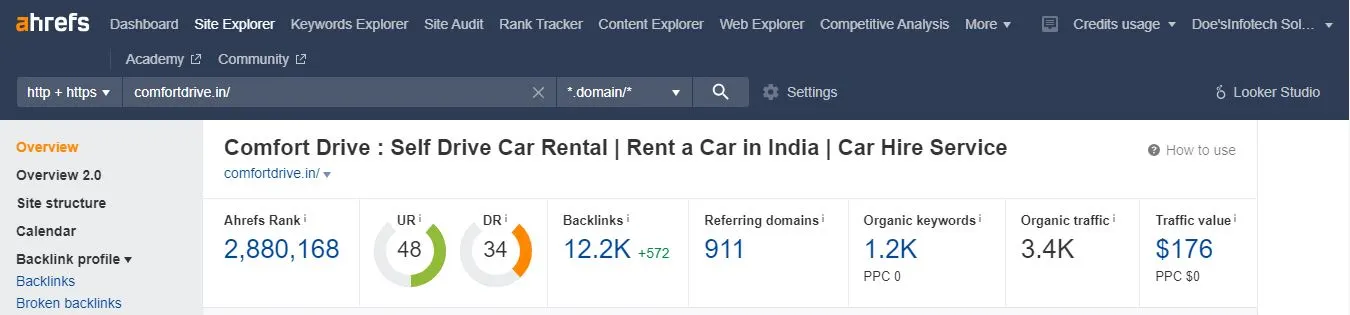 ahrefs Dashboard Site Explorer Keywords Explorer Site Audit Rank Tracker Content Explorer Web Explorer Competitive Analysis More Credits usage Doe'sInfotech Sol...
Academy Community
http + https comfortdrive.in/ *.domain/* Settings Looker Studio
Overview
Overview 2.0
Site structure
Calendar
Backlink profile
Backlinks
Broken backlinks
Comfort Drive : Self Drive Car Rental | Rent a Car in India | Car Hire Service
How to use
comfortdrive.in/
Ahrefs Rank i
2,880,168
UR i
48
DR i
34
Backlinks i
12.2K +572
Referring domains i
911
Organic keywords i
1.2K
PPC 0
Organic traffic i
3.4K
Traffic value i
$176
PPC $0